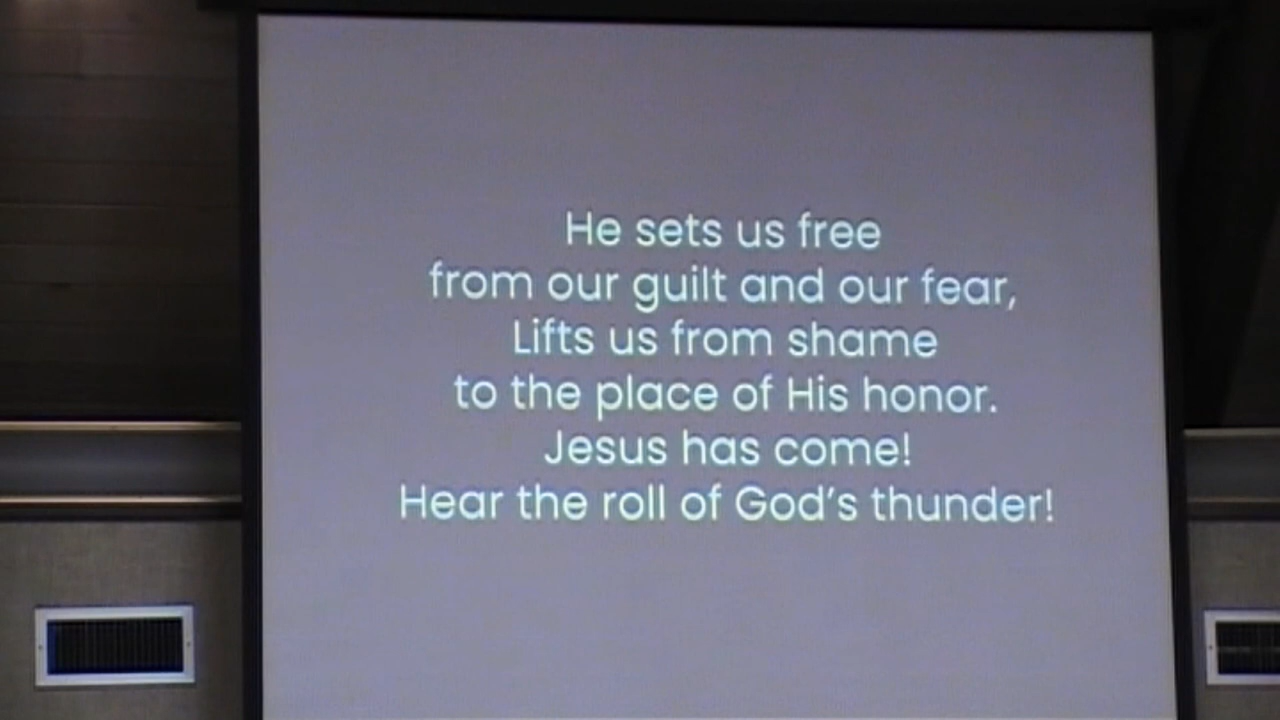 He sets us free
from our guilt and our fear,
Lifts us from shame
to the place of His honor.
Jesus has come!
Hear the roll of God's thunder!